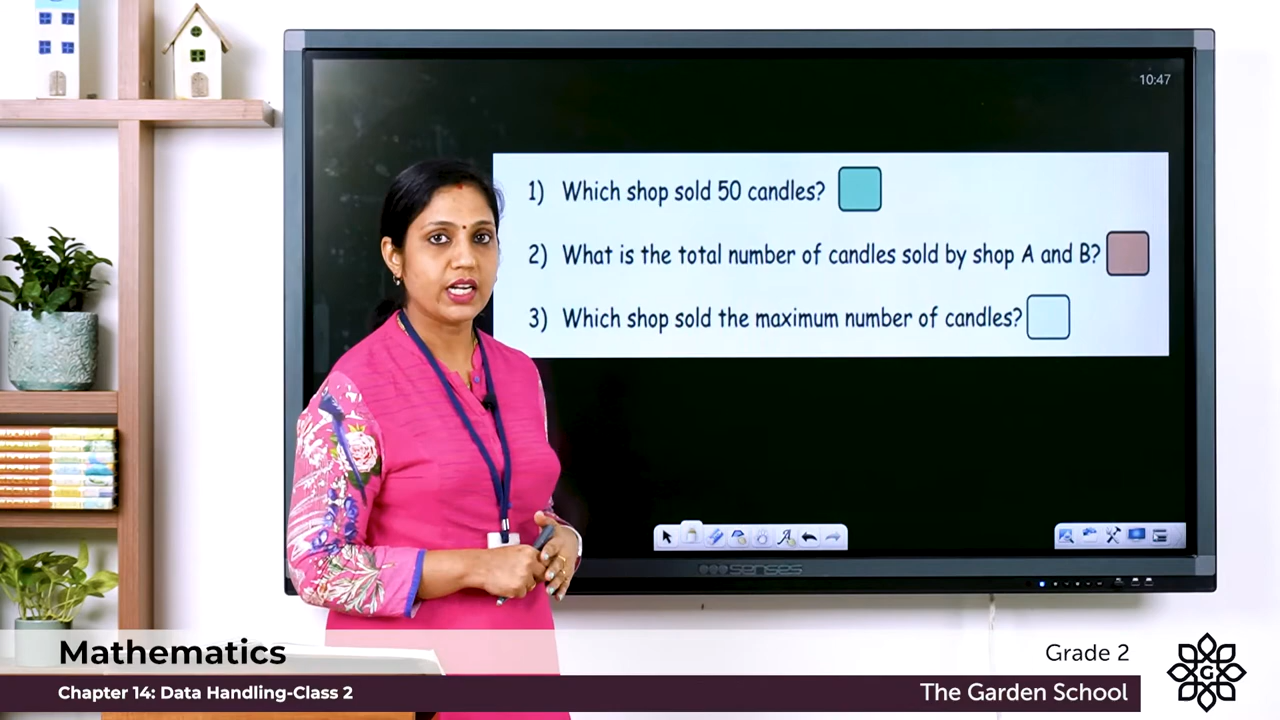 10:47
1) Which shop sold 50 candles?
2) What is the total number of candles sold by shop A and B?
3) Which shop sold the maximum number of candles?
senses
Mathematics
Grade 2
Chapter 14: Data Handling-Class 2
The Garden School
G